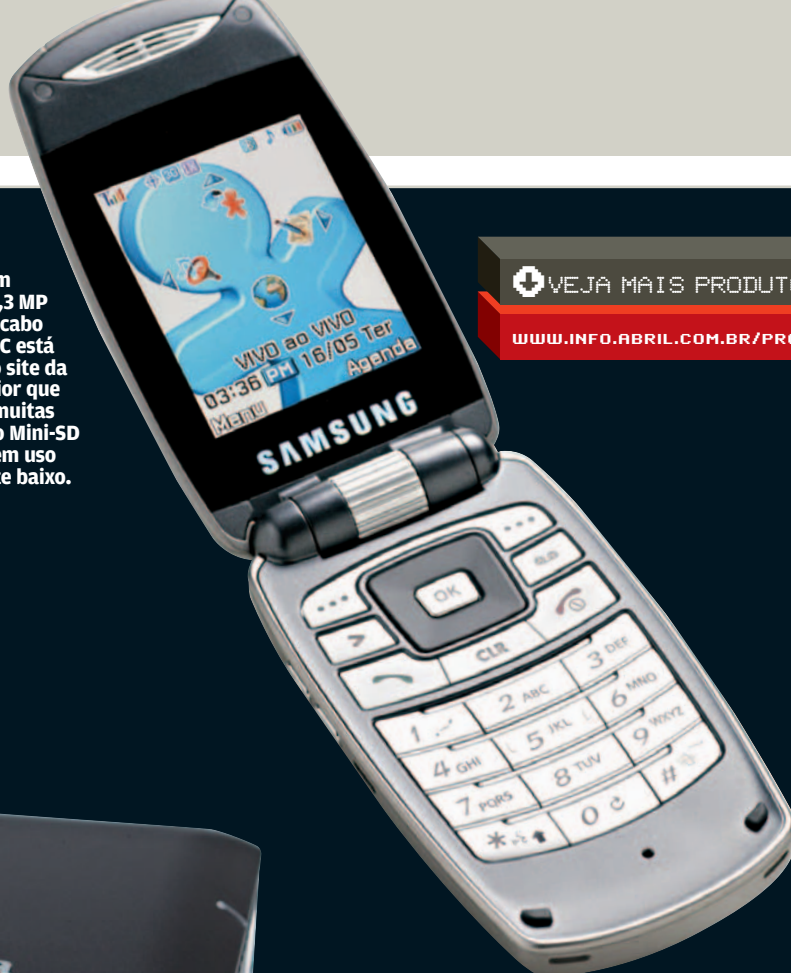 m
,3 MP
cabo
C está
o site da
ior que
muitas
o Mini-SD
em uso
te baixo.
VEJA MAIS PRODUTO
WWW.INFO.ABRIL.COM.BR/PRO
VIVO ao VIVO
03:36 PM 16/05 Ter
Menu Agenda
SAMSUNG
OK
CLR
1 .-' 2 ABC 3 DEF
4 GHI 5 JKL 6 MNO
7 PQRS 8 TUV 9 WXYZ
* 0 #